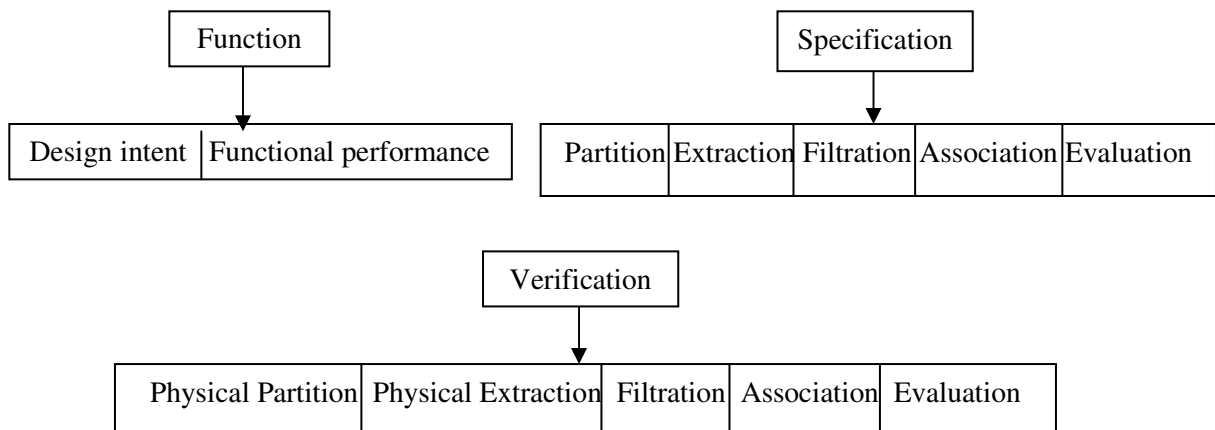 Function
Specification
Design intent Functional performance
Partition Extraction Filtration Association Evaluation
Verification
Physical Partition Physical Extraction Filtration Association Evaluation